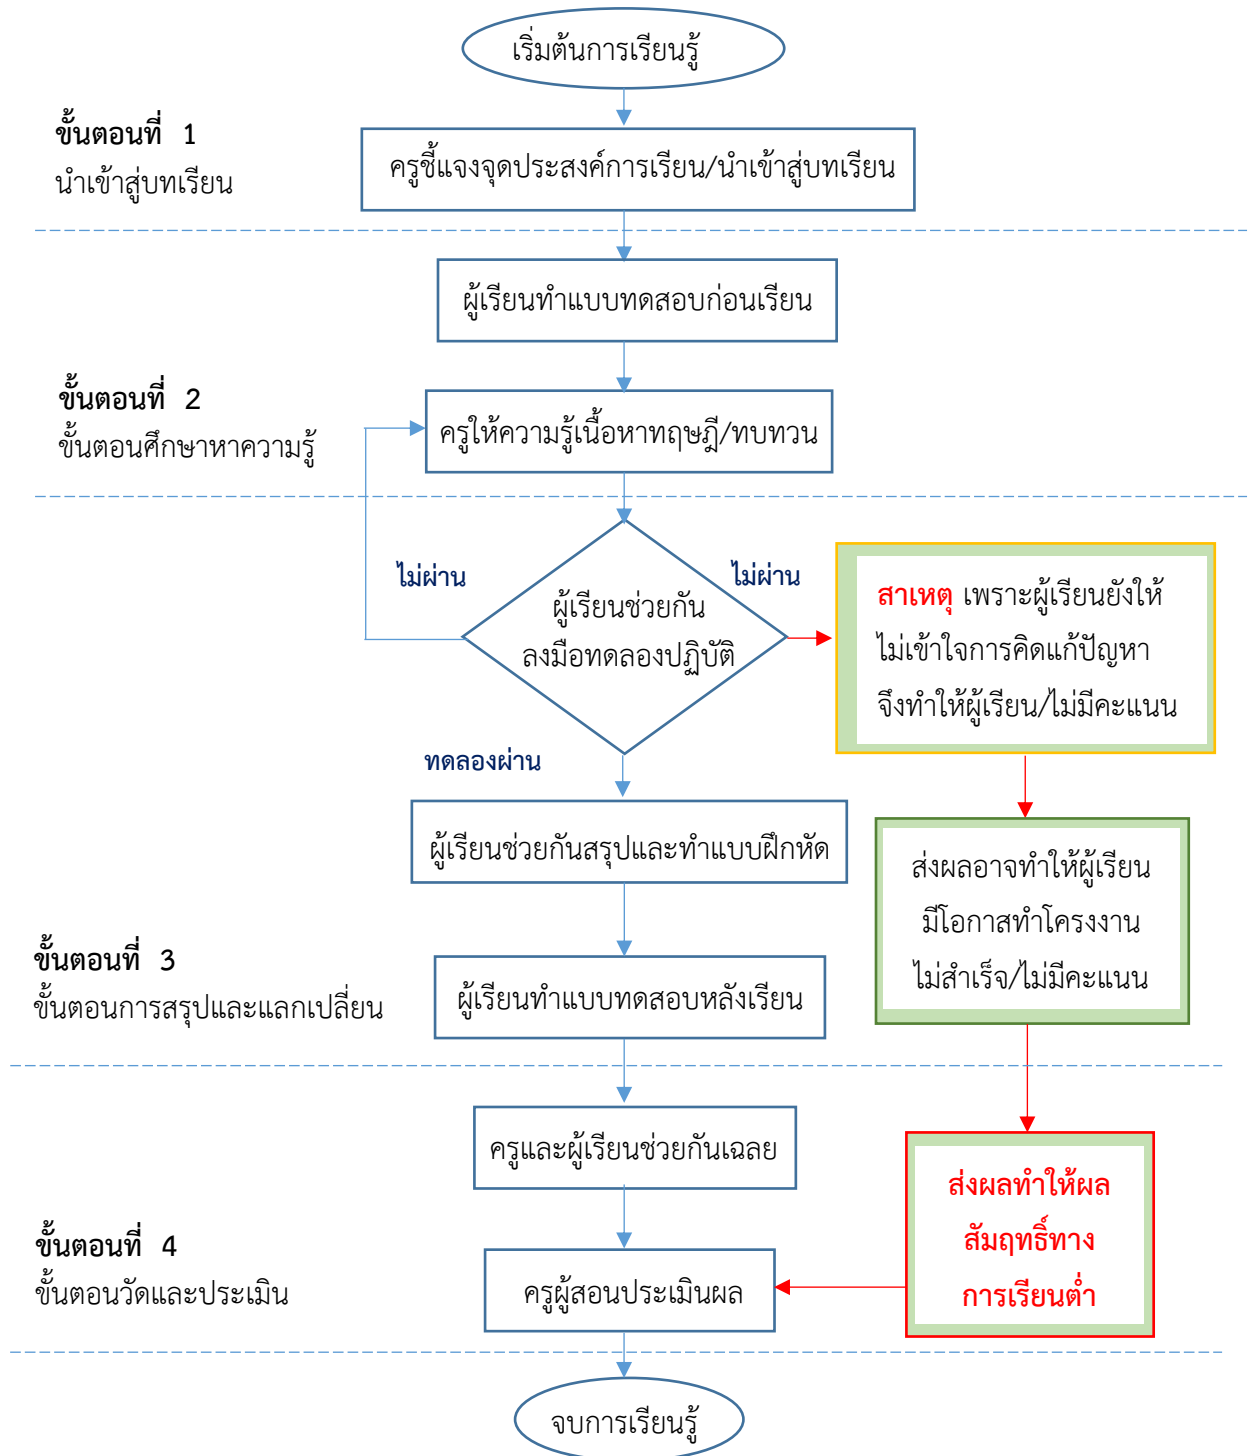 เริ่มต้นการเรียนรู้
ขั้นตอนที่ 1
นำเข้าสู่บทเรียน
ครูชี้แจงจุดประสงค์การเรียน/นำเข้าสู่บทเรียน
ผู้เรียนทำแบบทดสอบก่อนเรียน
ขั้นตอนที่ 2
ขั้นตอนศึกษาหาความรู้
ครูให้ความรู้เนื้อหาทฤษฎี/ทบทวน
ไม่ผ่าน
ไม่ผ่าน
ผู้เรียนช่วยกัน
ลงมือทดลองปฏิบัติ
สาเหตุ เพราะผู้เรียนยังให้
ไม่เข้าใจการคิดแก้ปัญหา
จึงทำให้ผู้เรียน/ไม่มีคะแนน
ทดลองผ่าน
ผู้เรียนช่วยกันสรุปและทำแบบฝึกหัด
ส่งผลอาจทำให้ผู้เรียน
มีโอกาสทำโครงงาน
ไม่สำเร็จ/ไม่มีคะแนน
ขั้นตอนที่ 3
ขั้นตอนการสรุปและแลกเปลี่ยน
ผู้เรียนทำแบบทดสอบหลังเรียน
ครูและผู้เรียนช่วยกันเฉลย
ส่งผลทำให้ผล
สัมฤทธิ์ทาง
การเรียนต่ำ
ขั้นตอนที่ 4
ขั้นตอนวัดและประเมิน
ครูผู้สอนประเมินผล
จบการเรียนรู้